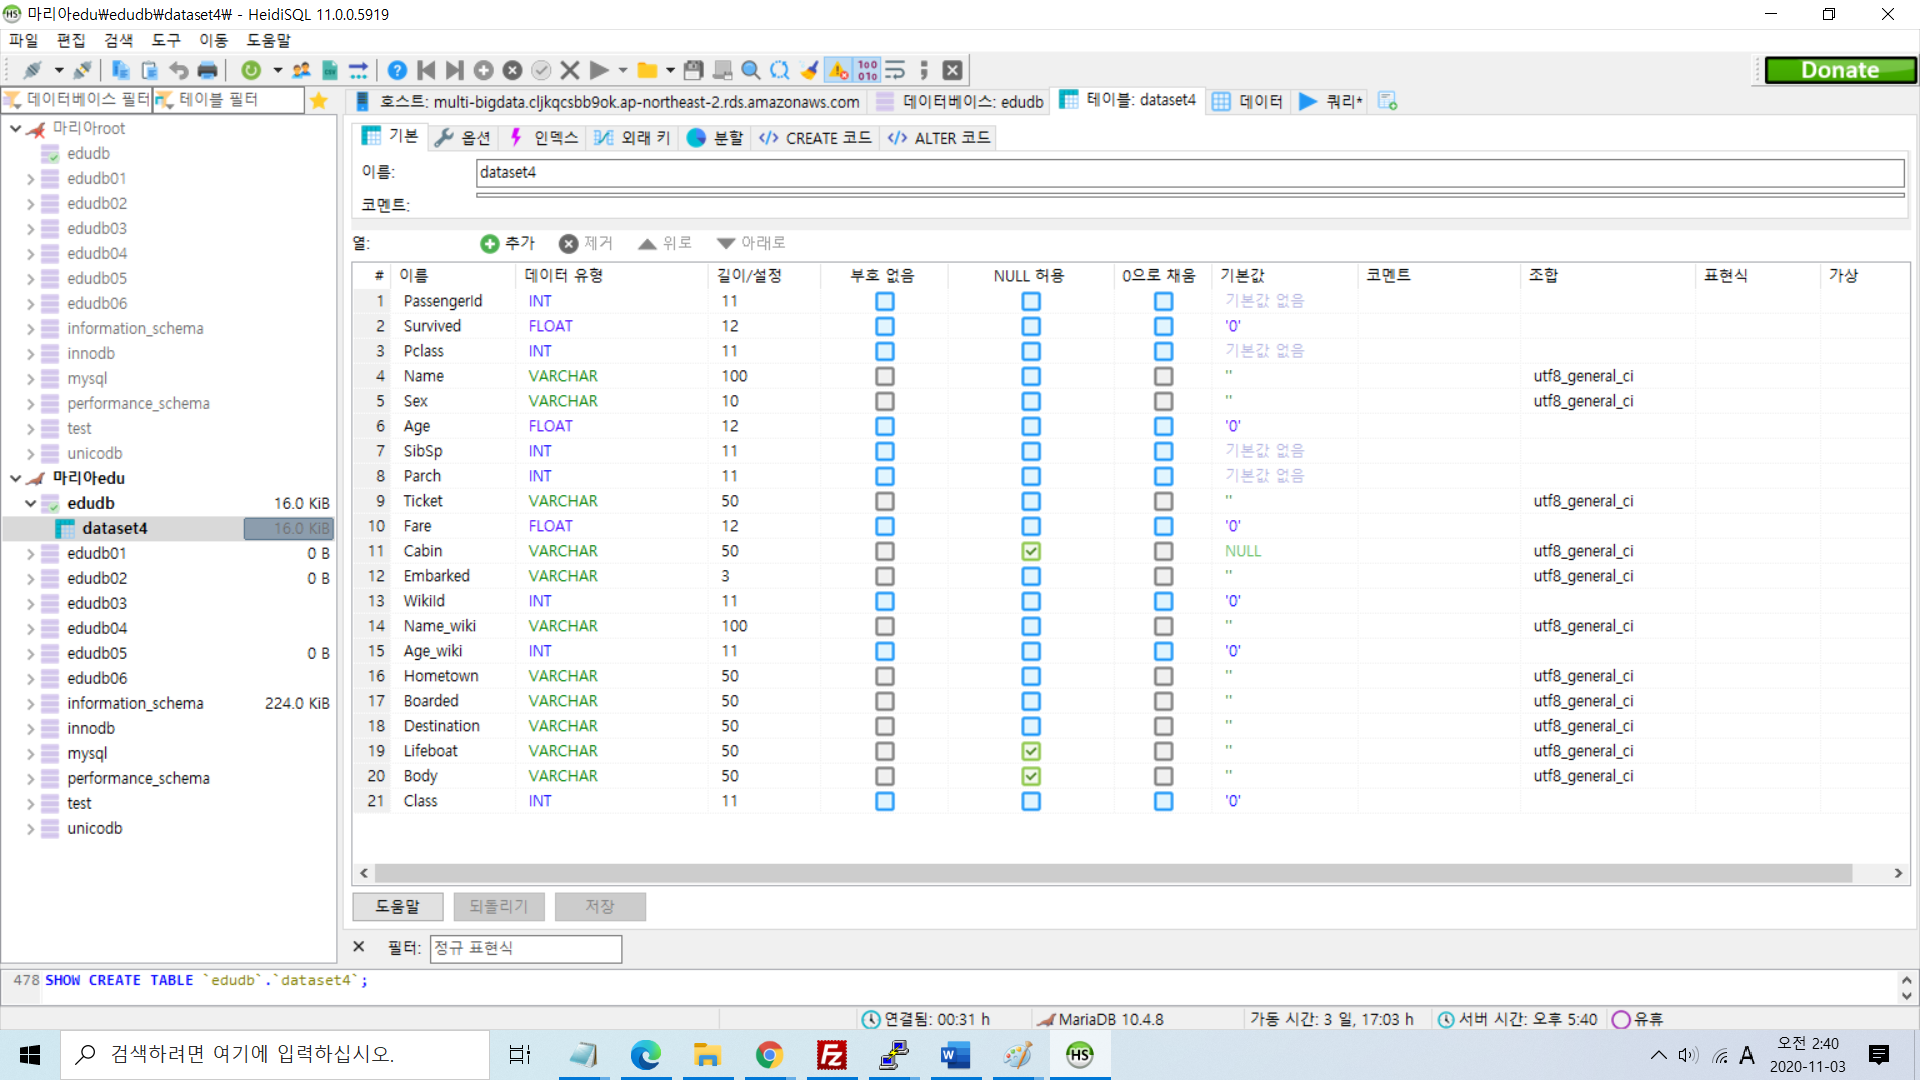 마리아edu\edudb\dataset4\ - HeidiSQL 11.0.0.5919
파일 편집 검색 도구 이동 도움말
Donate
데이터베이스 필터 테이블 필터
호스트: multi-bigdata.cljkqcsbb9ok.ap-northeast-2.rds.amazonaws.com 데이터베이스: edudb 테이블: dataset4 데이터 쿼리*
마리아root
edudb
edudb01
edudb02
edudb03
edudb04
edudb05
edudb06
information_schema
innodb
mysql
performance_schema
test
unicodb
마리아edu
edudb 16.0 KiB
dataset4 16.0 KiB
edudb01 0 B
edudb02 0 B
edudb03
edudb04
edudb05 0 B
edudb06
information_schema 224.0 KiB
innodb
mysql
performance_schema
test
unicodb
기본 옵션 인덱스 외래 키 분할 CREATE 코드 ALTER 코드
이름: dataset4
코멘트:
열: 추가 제거 위로 아래로
# 이름 데이터 유형 길이/설정 부호 없음 NULL 허용 0으로 채움 기본값 코멘트 조합 표현식 가상
1 PassengerId INT 11 기본값 없음
2 Survived FLOAT 12 '0'
3 Pclass INT 11 기본값 없음
4 Name VARCHAR 100 '' utf8_general_ci
5 Sex VARCHAR 10 '' utf8_general_ci
6 Age FLOAT 12 '0'
7 SibSp INT 11 기본값 없음
8 Parch INT 11 기본값 없음
9 Ticket VARCHAR 50 '' utf8_general_ci
10 Fare FLOAT 12 '0'
11 Cabin VARCHAR 50 NULL utf8_general_ci
12 Embarked VARCHAR 3 '' utf8_general_ci
13 WikiId INT 11 '0'
14 Name_wiki VARCHAR 100 '' utf8_general_ci
15 Age_wiki INT 11 '0'
16 Hometown VARCHAR 50 '' utf8_general_ci
17 Boarded VARCHAR 50 '' utf8_general_ci
18 Destination VARCHAR 50 '' utf8_general_ci
19 Lifeboat VARCHAR 50 '' utf8_general_ci
20 Body VARCHAR 50 '' utf8_general_ci
21 Class INT 11 '0'
도움말 되돌리기 저장
필터: 정규 표현식
478 SHOW CREATE TABLE `edudb`.`dataset4`;
연결됨: 00:31 h MariaDB 10.4.8 가동 시간: 3 일, 17:03 h 서버 시간: 오후 5:40 유휴
검색하려면 여기에 입력하십시오.
A
오전 2:40
2020-11-03